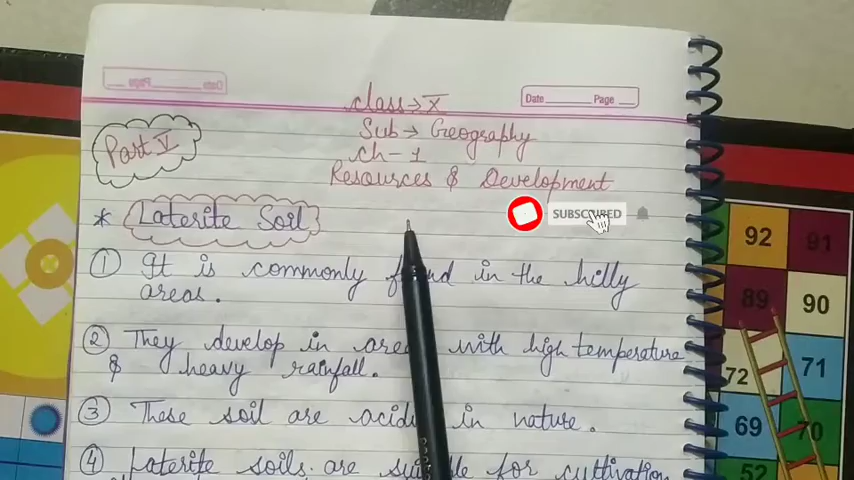 Date ______ Page ____
Class → X
Sub → Geography
Ch - 1
Resources & Development
Part V
* Laterite Soil
SUBSCRIBED
① It is commonly found in the hilly
areas.
② They develop in areas with high temperature
& heavy rainfall.
③ These soil are acidic in nature.
④ Laterite soils are suitable for cultivation
92
91
89
90
72
71
69
70
52